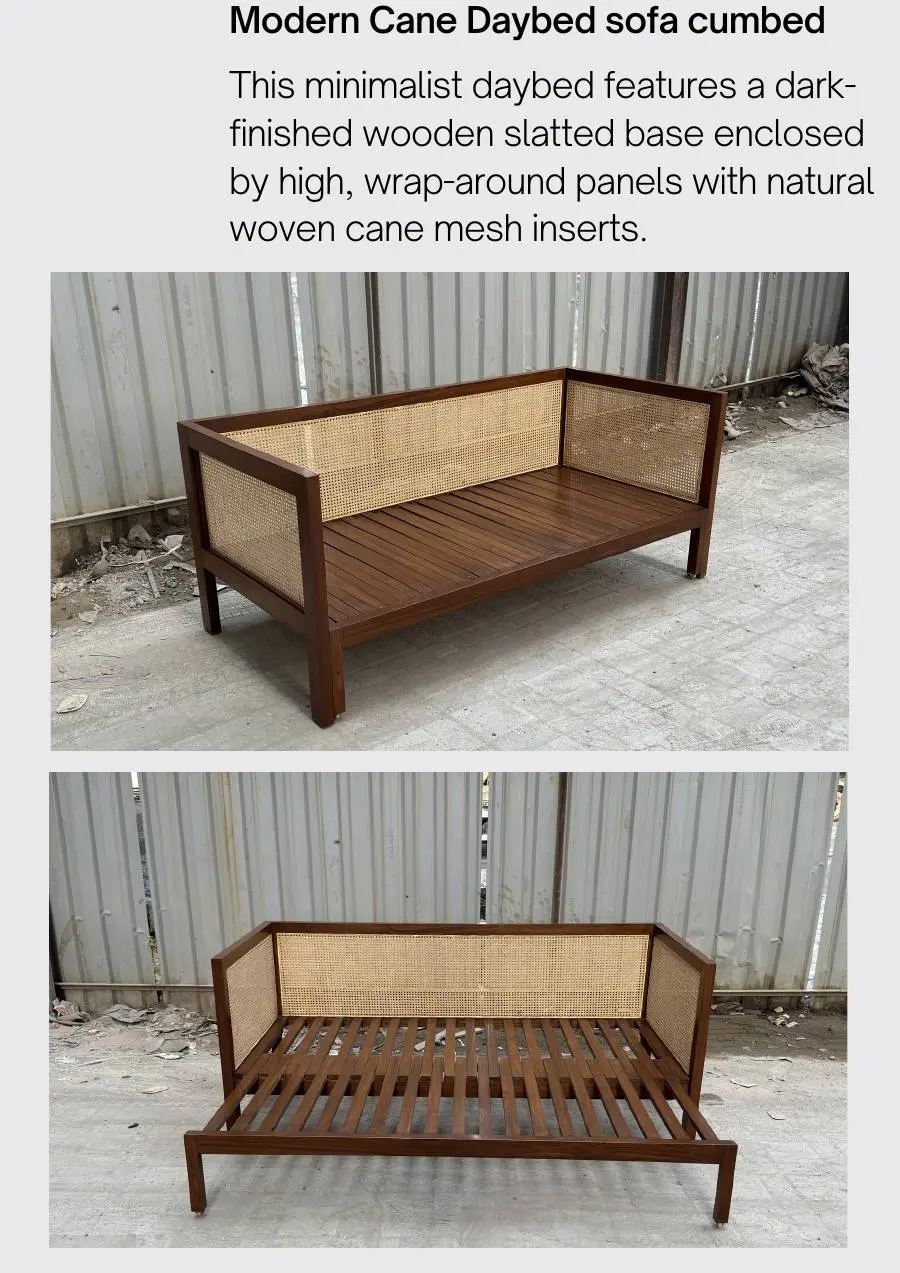 Modern Cane Daybed sofa cumbed
This minimalist daybed features a dark-
finished wooden slatted base enclosed
by high, wrap-around panels with natural
woven cane mesh inserts.